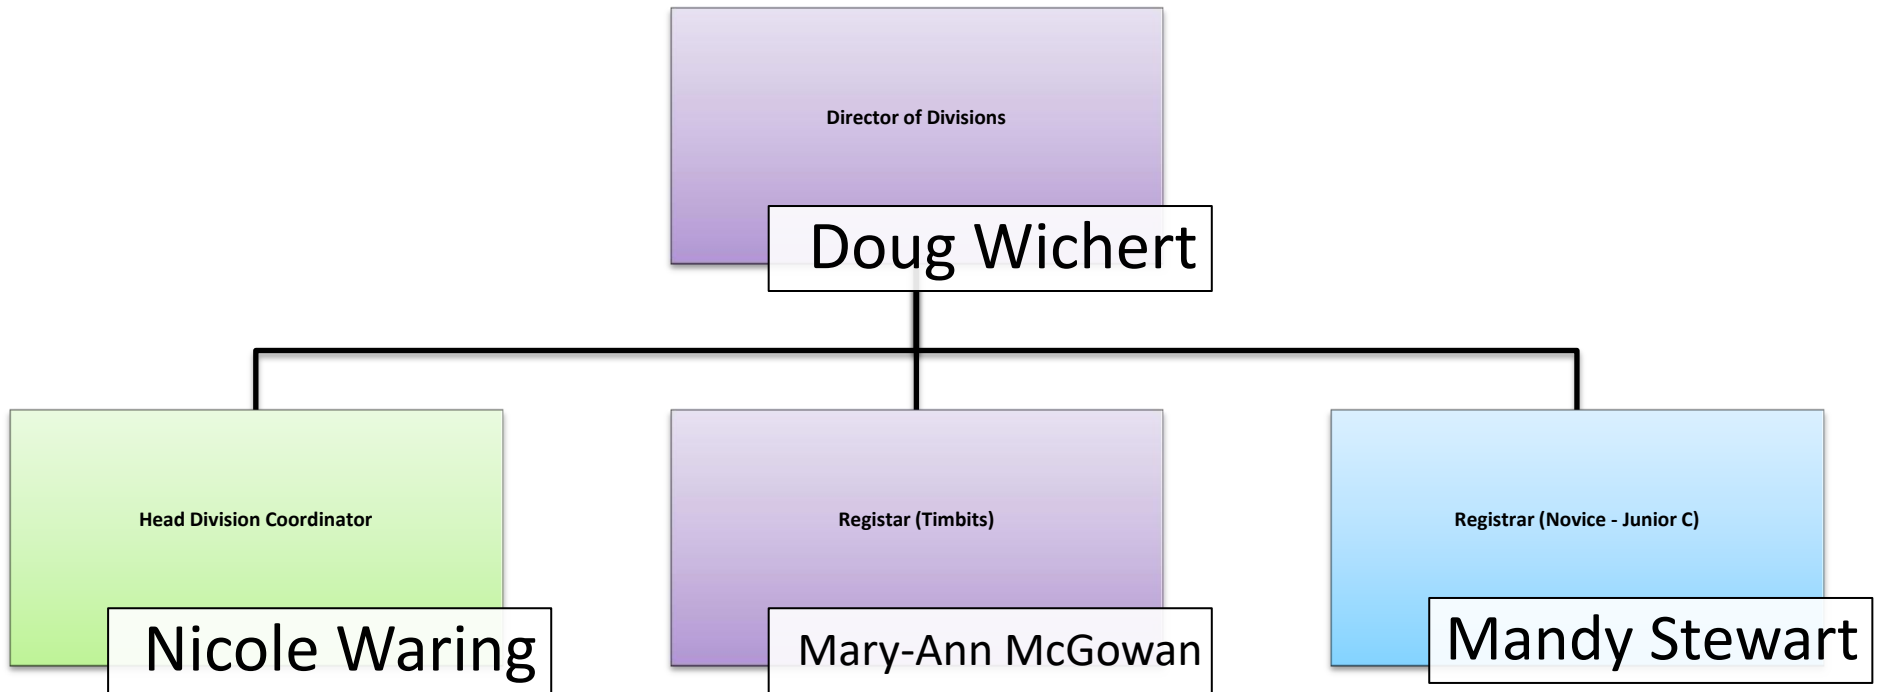 Director of Divisions
Doug Wichert
Head Division Coordinator
Nicole Waring
Registar (Timbits)
Mary-Ann McGowan
Registrar (Novice - Junior C)
Mandy Stewart